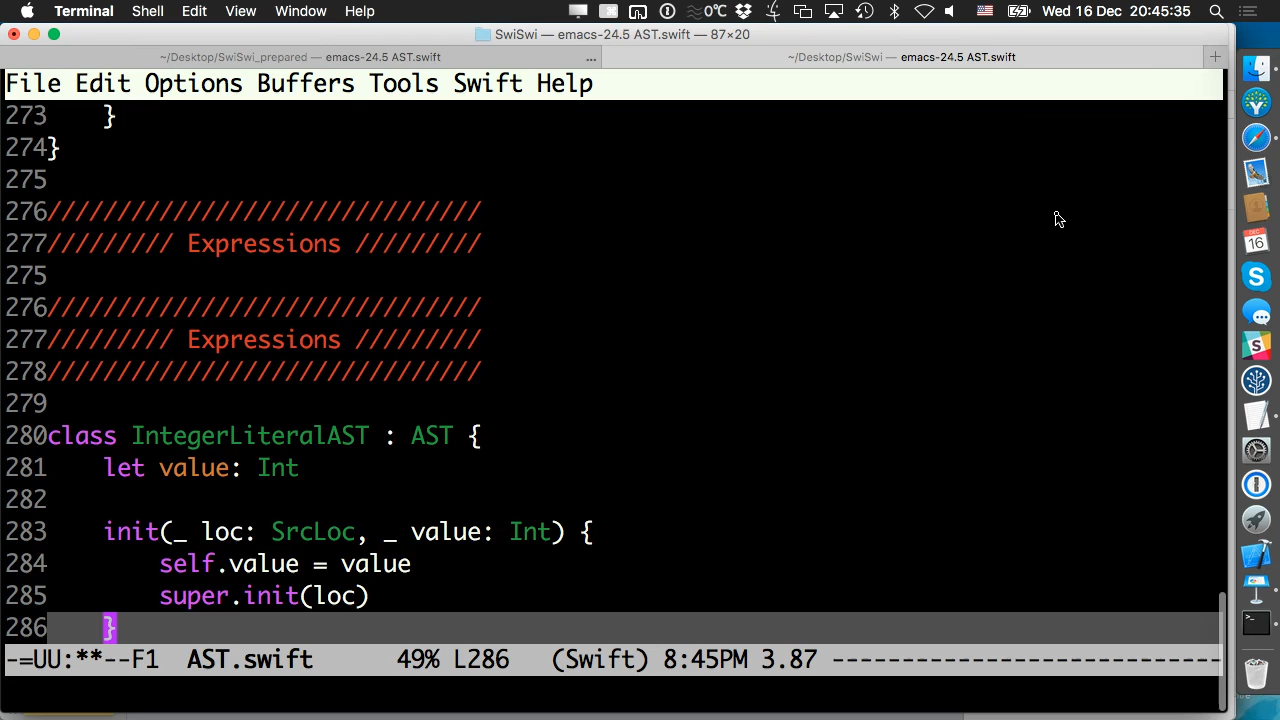 Terminal Shell Edit View Window Help 0℃ Wed 16 Dec 20:45:35
SwiSwi — emacs-24.5 AST.swift — 87×20
~/Desktop/SwiSwi_prepared — emacs-24.5 AST.swift ... ~/Desktop/SwiSwi — emacs-24.5 AST.swift +
File Edit Options Buffers Tools Swift Help
273 }
274}
275
276///////////////////////////////
277///////// Expressions /////////
275
276///////////////////////////////
277///////// Expressions /////////
278///////////////////////////////
279
280class IntegerLiteralAST : AST {
281 let value: Int
282
283 init(_ loc: SrcLoc, _ value: Int) {
284 self.value = value
285 super.init(loc)
286 }
-=UU:**--F1 AST.swift 49% L286 (Swift) 8:45PM 3.87 ----------------------------
DEC
16